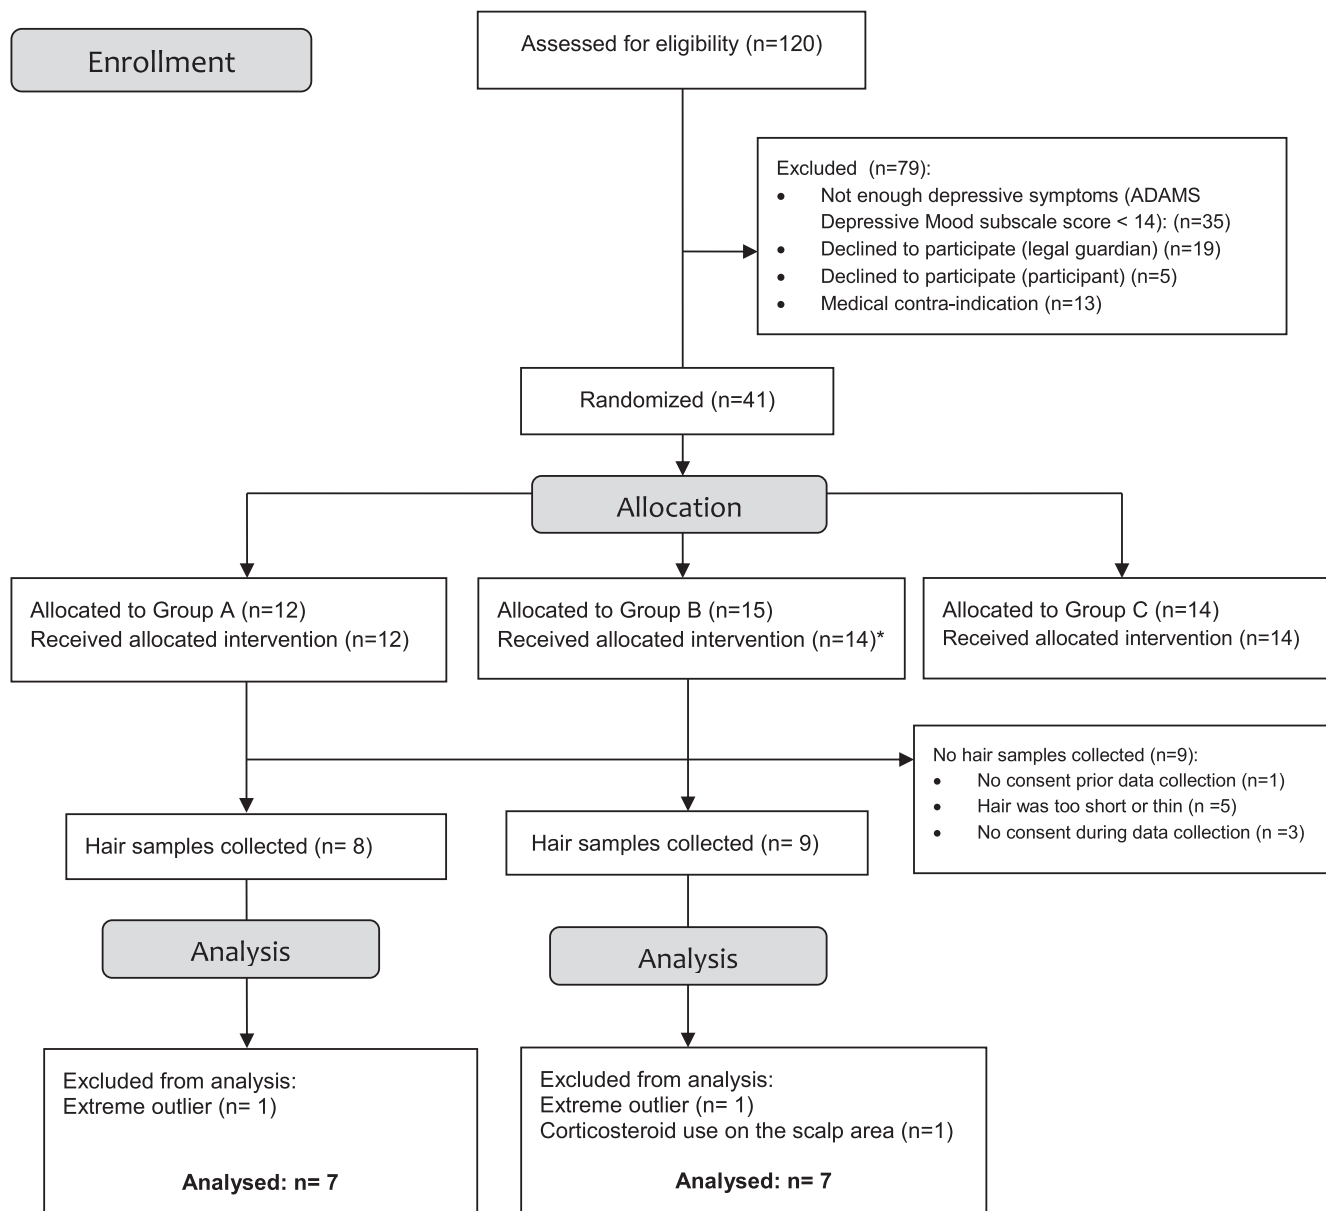 Enrollment
Assessed for eligibility (n=120)
Excluded (n=79):
• Not enough depressive symptoms (ADAMS
Depressive Mood subscale score < 14): (n=35)
• Declined to participate (legal guardian) (n=19)
• Declined to participate (participant) (n=5)
• Medical contra-indication (n=13)
Randomized (n=41)
Allocation
Allocated to Group A (n=12)
Received allocated intervention (n=12)
Allocated to Group B (n=15)
Received allocated intervention (n=14)*
Allocated to Group C (n=14)
Received allocated intervention (n=14)
No hair samples collected (n=9):
• No consent prior data collection (n=1)
• Hair was too short or thin (n =5)
• No consent during data collection (n =3)
Hair samples collected (n= 8)
Hair samples collected (n= 9)
Analysis
Analysis
Excluded from analysis:
Extreme outlier (n= 1)
Analysed: n= 7
Excluded from analysis:
Extreme outlier (n= 1)
Corticosteroid use on the scalp area (n=1)
Analysed: n= 7